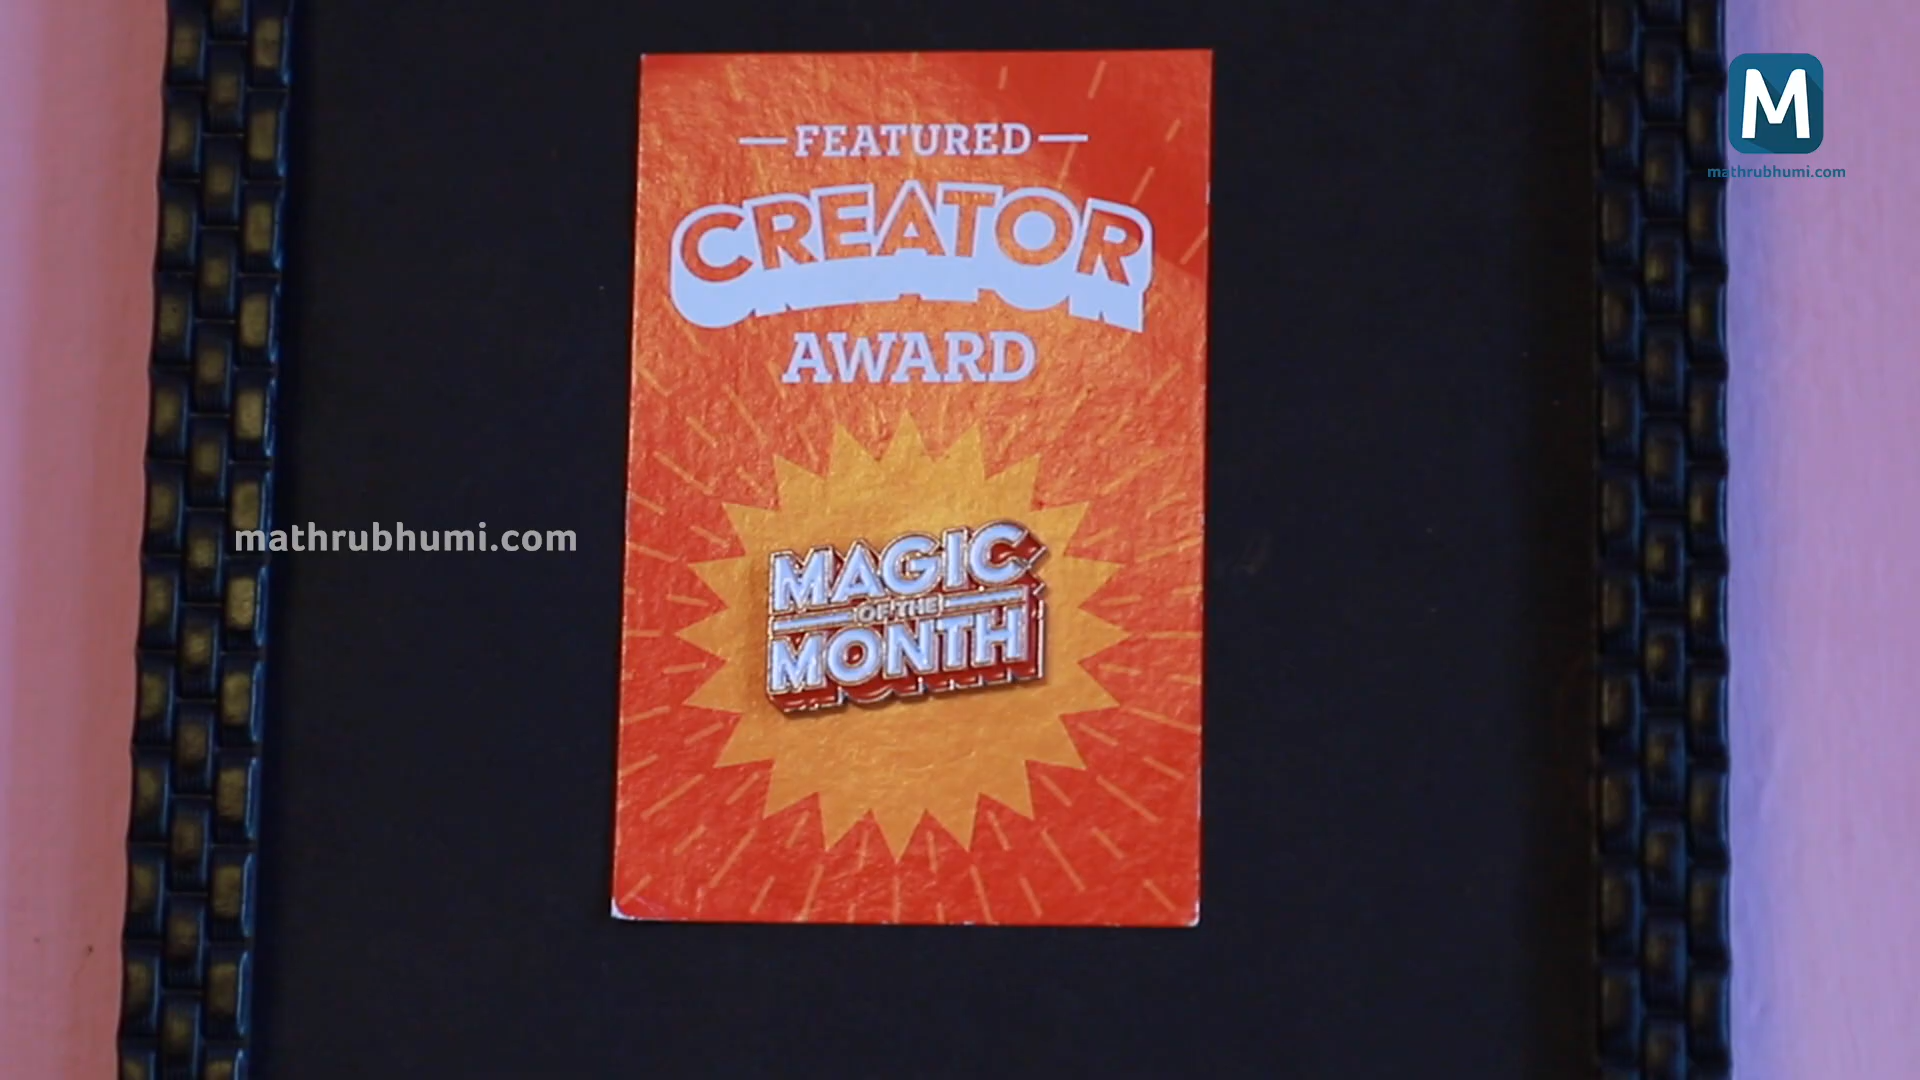 FEATURED
CREATOR
AWARD
MAGIC
OF THE
MONTH
mathrubhumi.com
M
mathrubhumi.com